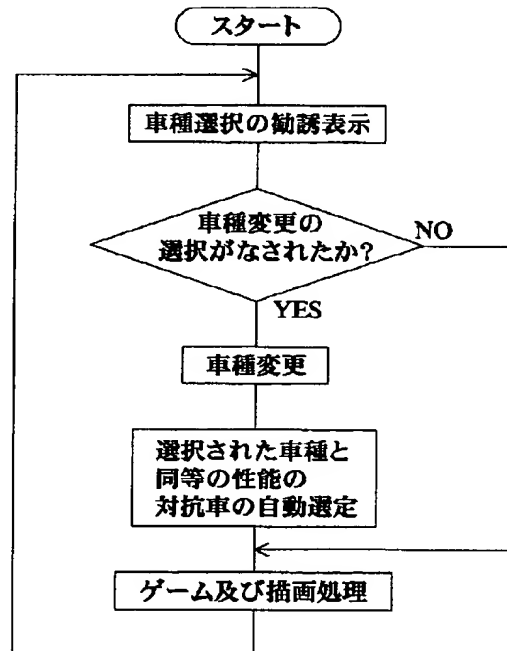 スタート
車種選択の勧誘表示
車種変更の
選択がなされたか?
NO
YES
車種変更
選択された車種と
同等の性能の
対抗車の自動選定
ゲーム及び描画処理